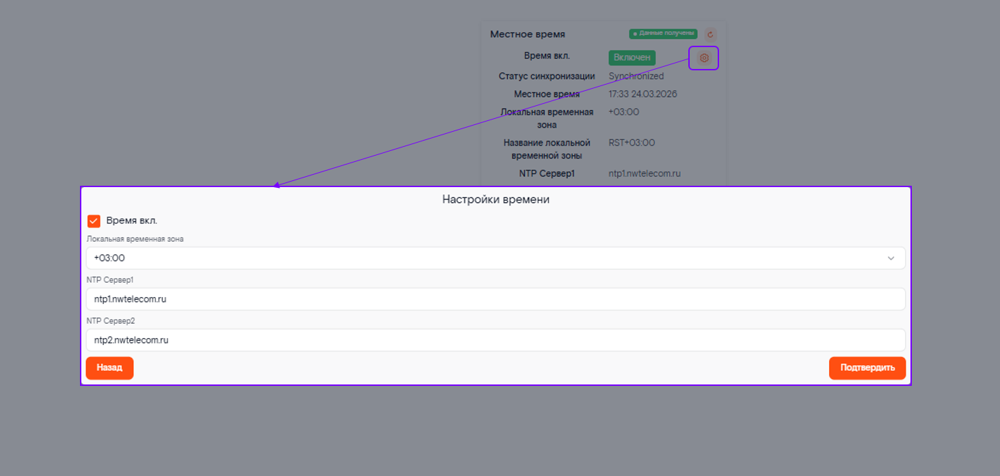 Местное время
Данные получены
Время вкл.
Включен
Статус синхронизации
Synchronized
Местное время
17:33 24.03.2026
Локальная временная
зона
+03:00
Название локальной
временной зоны
RST+03:00
NTP Сервер1
ntp1.nwtelecom.ru
Настройки времени
Время вкл.
Локальная временная зона
+03:00
NTP Сервер1
ntp1.nwtelecom.ru
NTP Сервер2
ntp2.nwtelecom.ru
Назад
Подтвердить